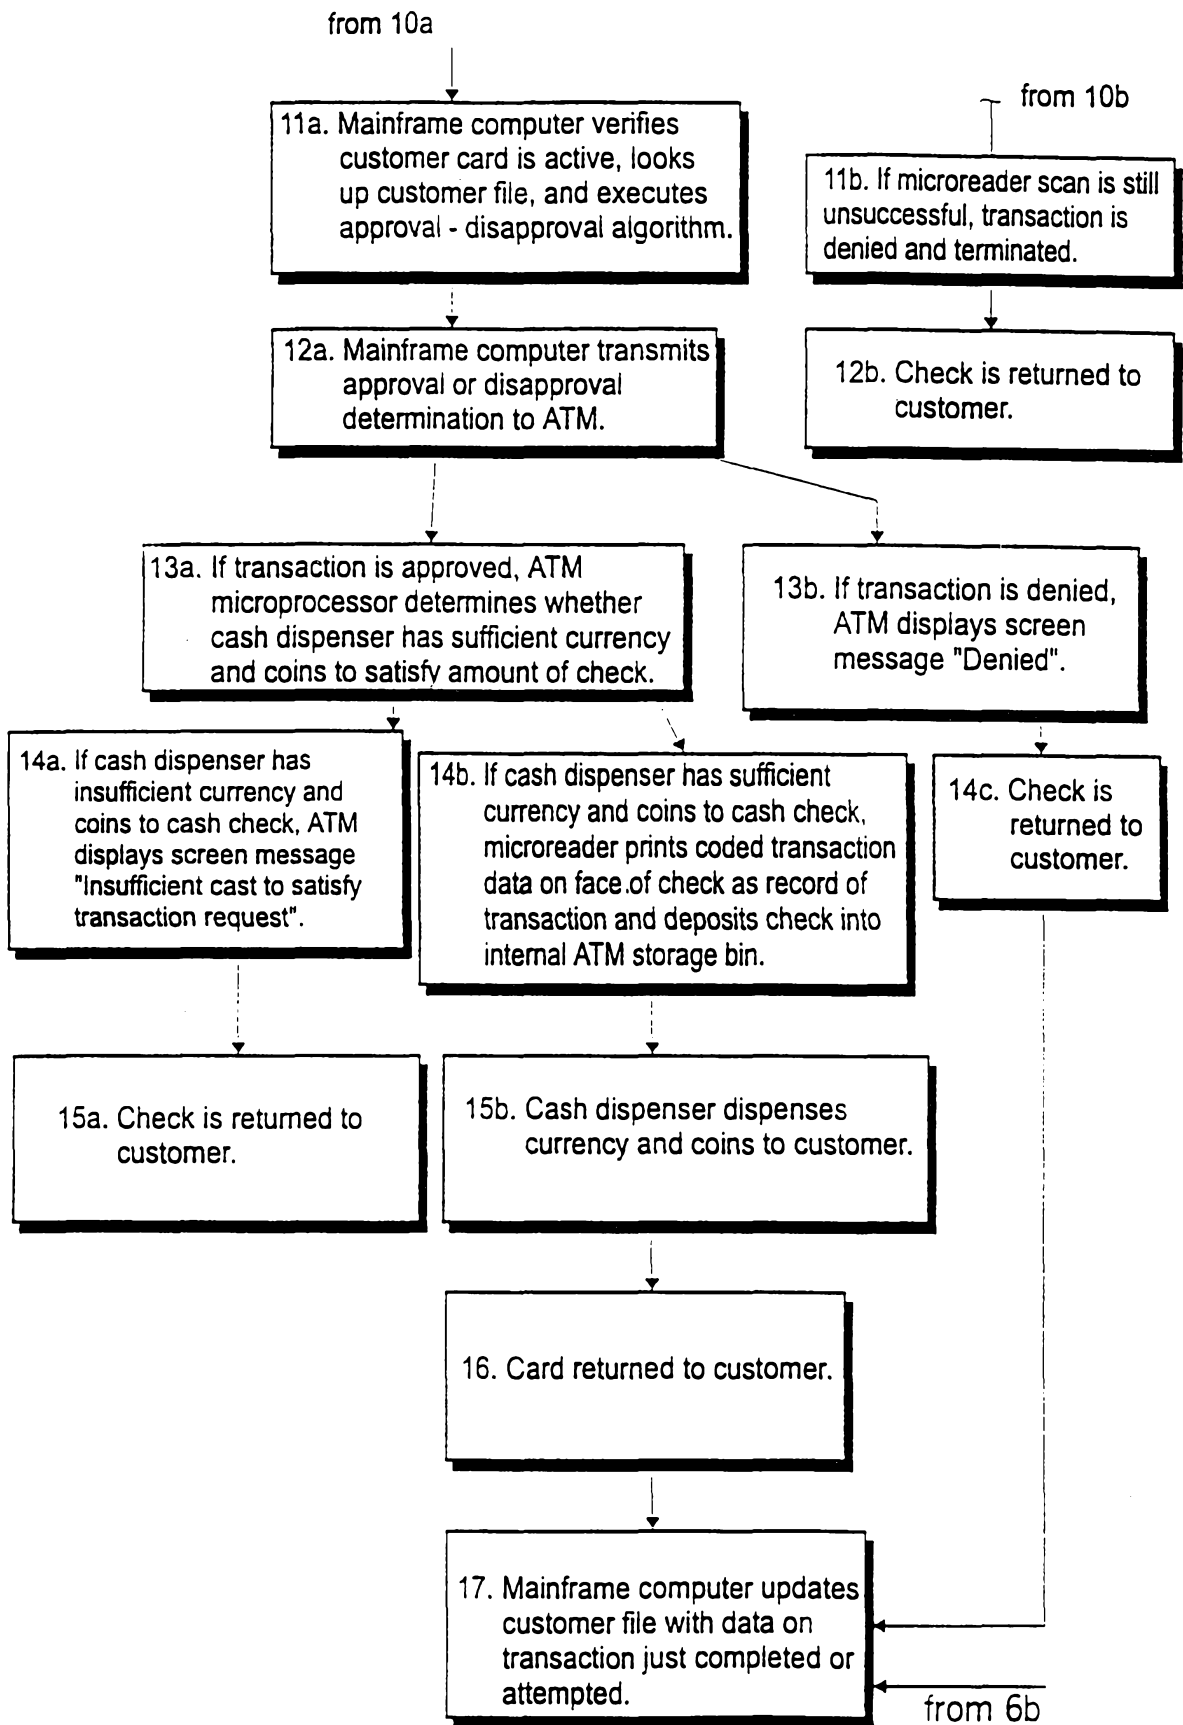 from 10a
11a. Mainframe computer verifies
customer card is active, looks
up customer file, and executes
approval - disapproval algorithm.
from 10b
11b. If microreader scan is still
unsuccessful, transaction is
denied and terminated.
12a. Mainframe computer transmits
approval or disapproval
determination to ATM.
12b. Check is returned to
customer.
13a. If transaction is approved, ATM
microprocessor determines whether
cash dispenser has sufficient currency
and coins to satisfy amount of check.
13b. If transaction is denied,
ATM displays screen
message "Denied".
14a. If cash dispenser has
insufficient currency and
coins to cash check, ATM
displays screen message
"Insufficient cast to satisfy
transaction request".
14b. If cash dispenser has sufficient
currency and coins to cash check,
microreader prints coded transaction
data on face of check as record of
transaction and deposits check into
internal ATM storage bin.
14c. Check is
returned to
customer.
15a. Check is returned to
customer.
15b. Cash dispenser dispenses
currency and coins to customer.
16. Card returned to customer.
17. Mainframe computer updates
customer file with data on
transaction just completed or
attempted.
from 6b